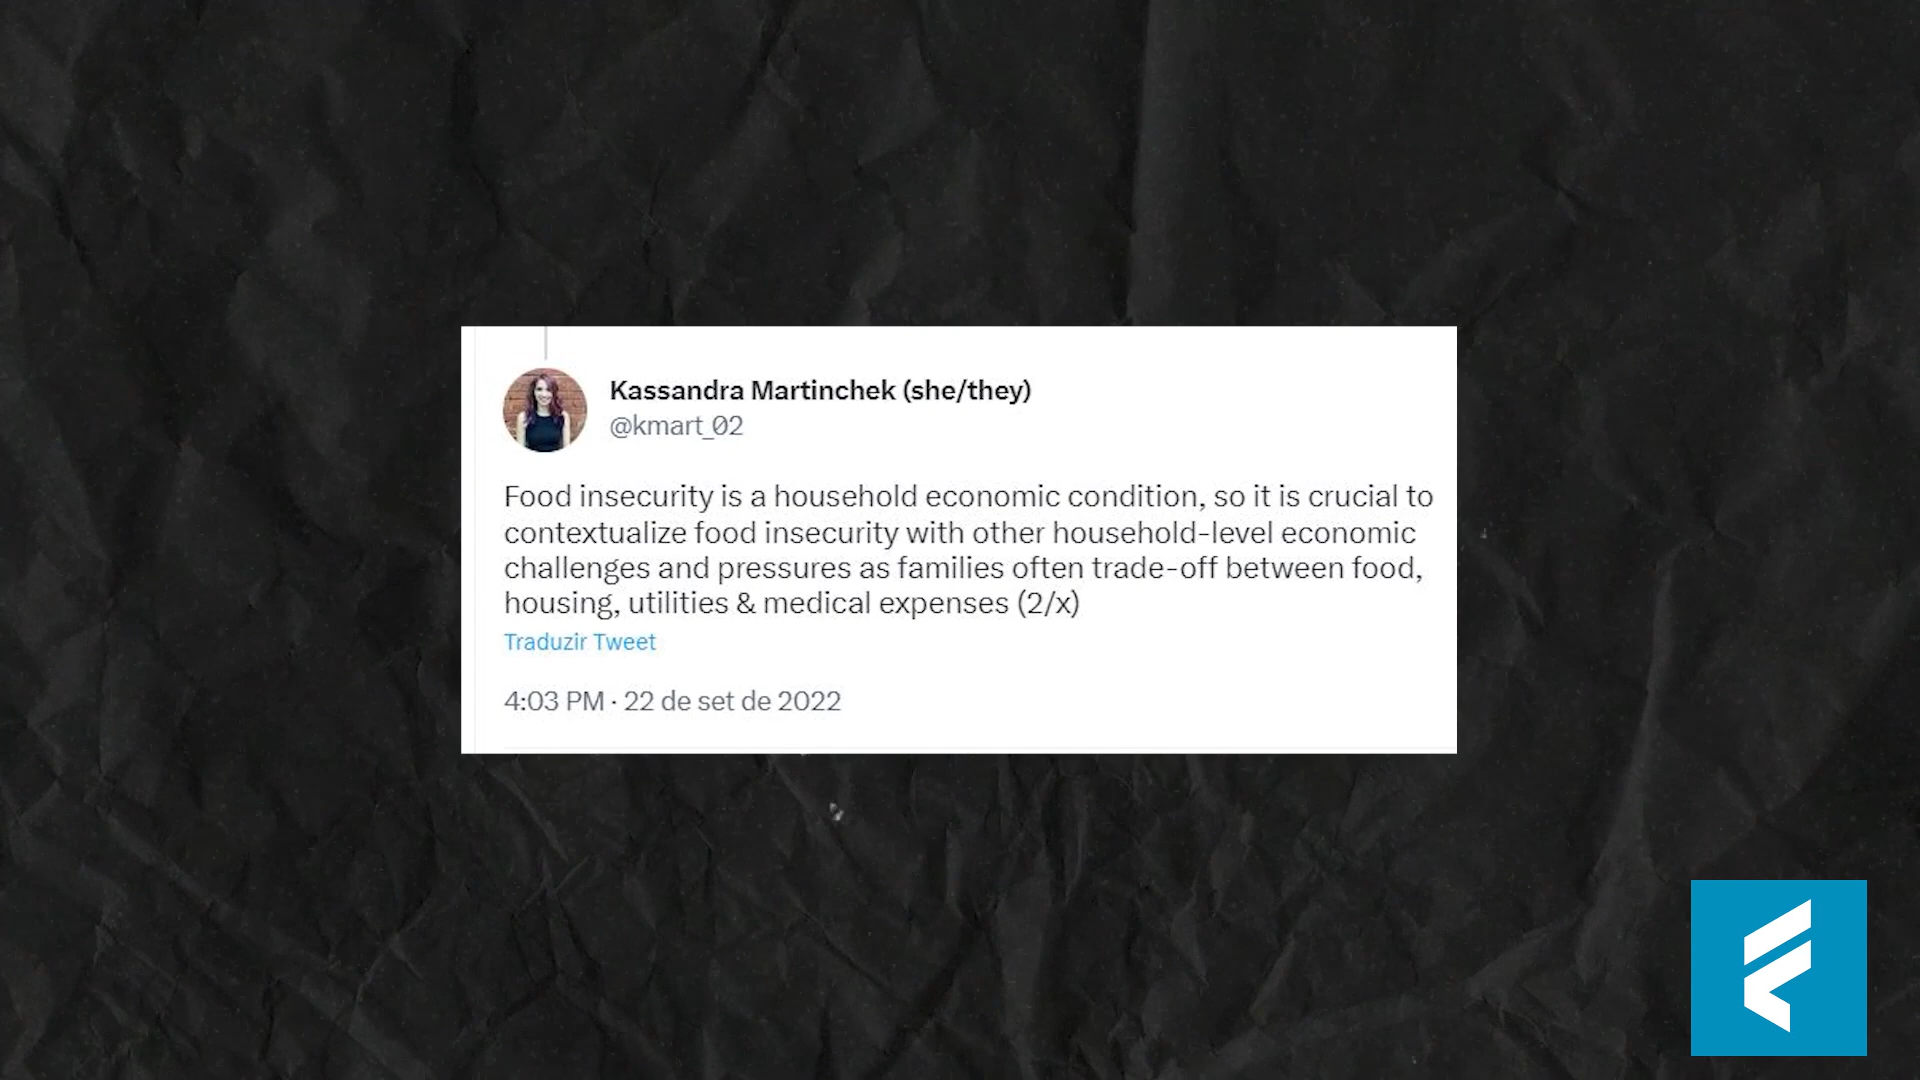 Kassandra Martinchek (she/they)
@kmart_02
Food insecurity is a household economic condition, so it is crucial to
contextualize food insecurity with other household-level economic
challenges and pressures as families often trade-off between food,
housing, utilities & medical expenses (2/x)
Traduzir Tweet
4:03 PM · 22 de set de 2022